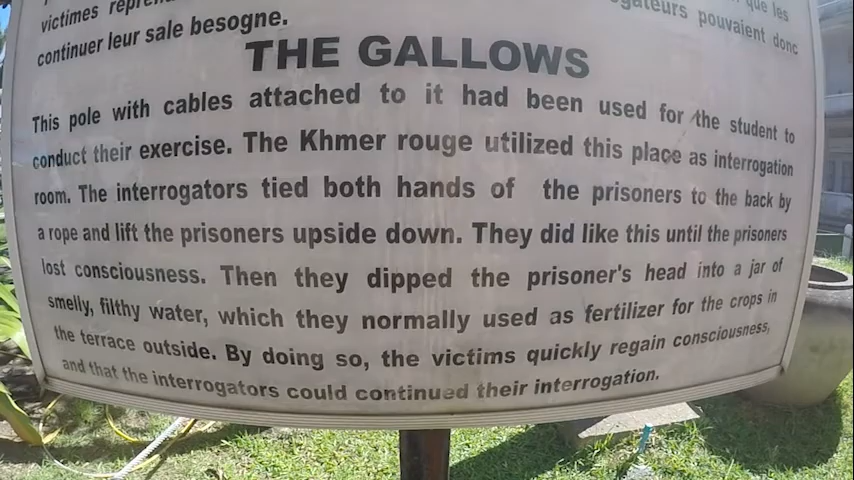 victimes
que les
gateurs pouvaient donc
continuer leur sale besogne.
THE GALLOWS
This pole with cables attached to it had been used for the student to
conduct their exercise. The Khmer rouge utilized this place as interrogation
room. The interrogators tied both hands of the prisoners to the back by
a rope and lift the prisoners upside down. They did like this until the prisoners
lost consciousness. Then they dipped the prisoner's head into a jar of
smelly, filthy water, which they normally used as fertilizer for the crops in
the terrace outside. By doing so, the victims quickly regain consciousness,
and that the interrogators could continued their interrogation.